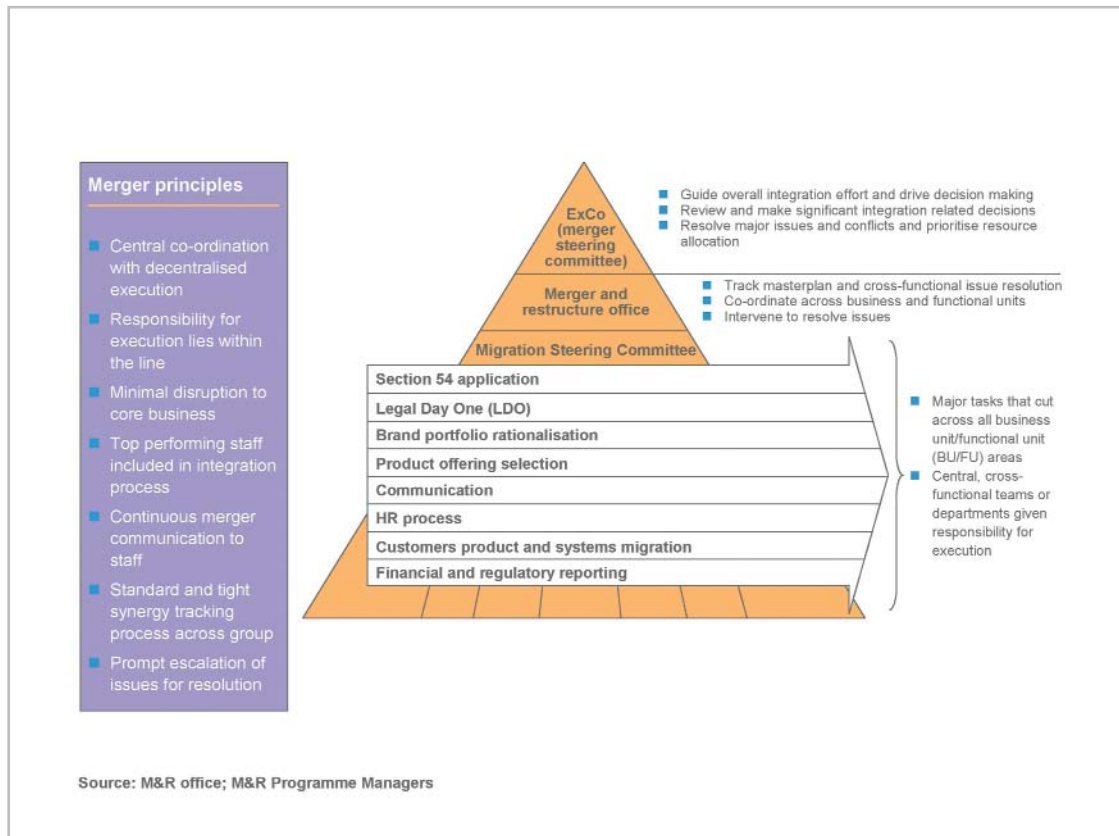 Merger principles
Central co-ordination
with decentralised
execution
Responsibility for
execution lies within
the line
Minimal disruption to
core business
Top performing staff
included in integration
process
Continuous merger
communication to
staff
Standard and tight
synergy tracking
process across group
Prompt escalation of
issues for resolution
ExCo
(merger
steering
committee)
Guide overall integration effort and drive decision making
Review and make significant integration related decisions
Resolve major issues and conflicts and prioritise resource
allocation
Merger and
restructure office
Track masterplan and cross-functional issue resolution
Co-ordinate across business and functional units
Intervene to resolve issues
Migration Steering Committee
Section 54 application
Legal Day One (LDO)
Brand portfolio rationalisation
Product offering selection
Communication
HR process
Customers product and systems migration
Financial and regulatory reporting
Major tasks that cut
across all business
unit/functional unit
(BU/FU) areas
Central, cross-
functional teams or
departments given
responsibility for
execution
Source: M&R office; M&R Programme Managers